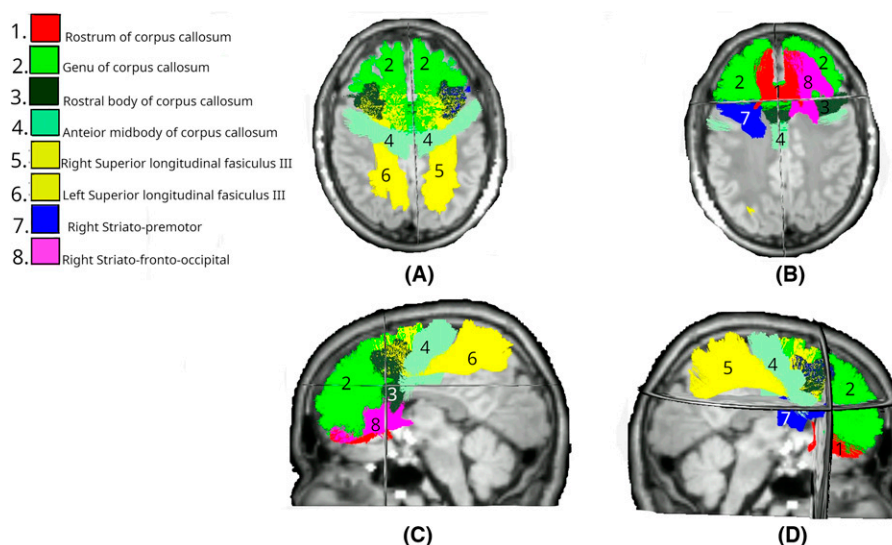 1. Rostrum of corpus callosum
2. Genu of corpus callosum
3. Rostral body of corpus callosum
4. Anteior midbody of corpus callosum
5. Right Superior longitudinal fasiculus III
6. Left Superior longitudinal fasiculus III
7. Right Striato-premotor
8. Right Striato-fronto-occipital
2 2
4 4
6 5
(A)
2 2
1 8
7 3
4
(B)
4 6
2
3
8
(C)
5 4
2
7
1
(D)